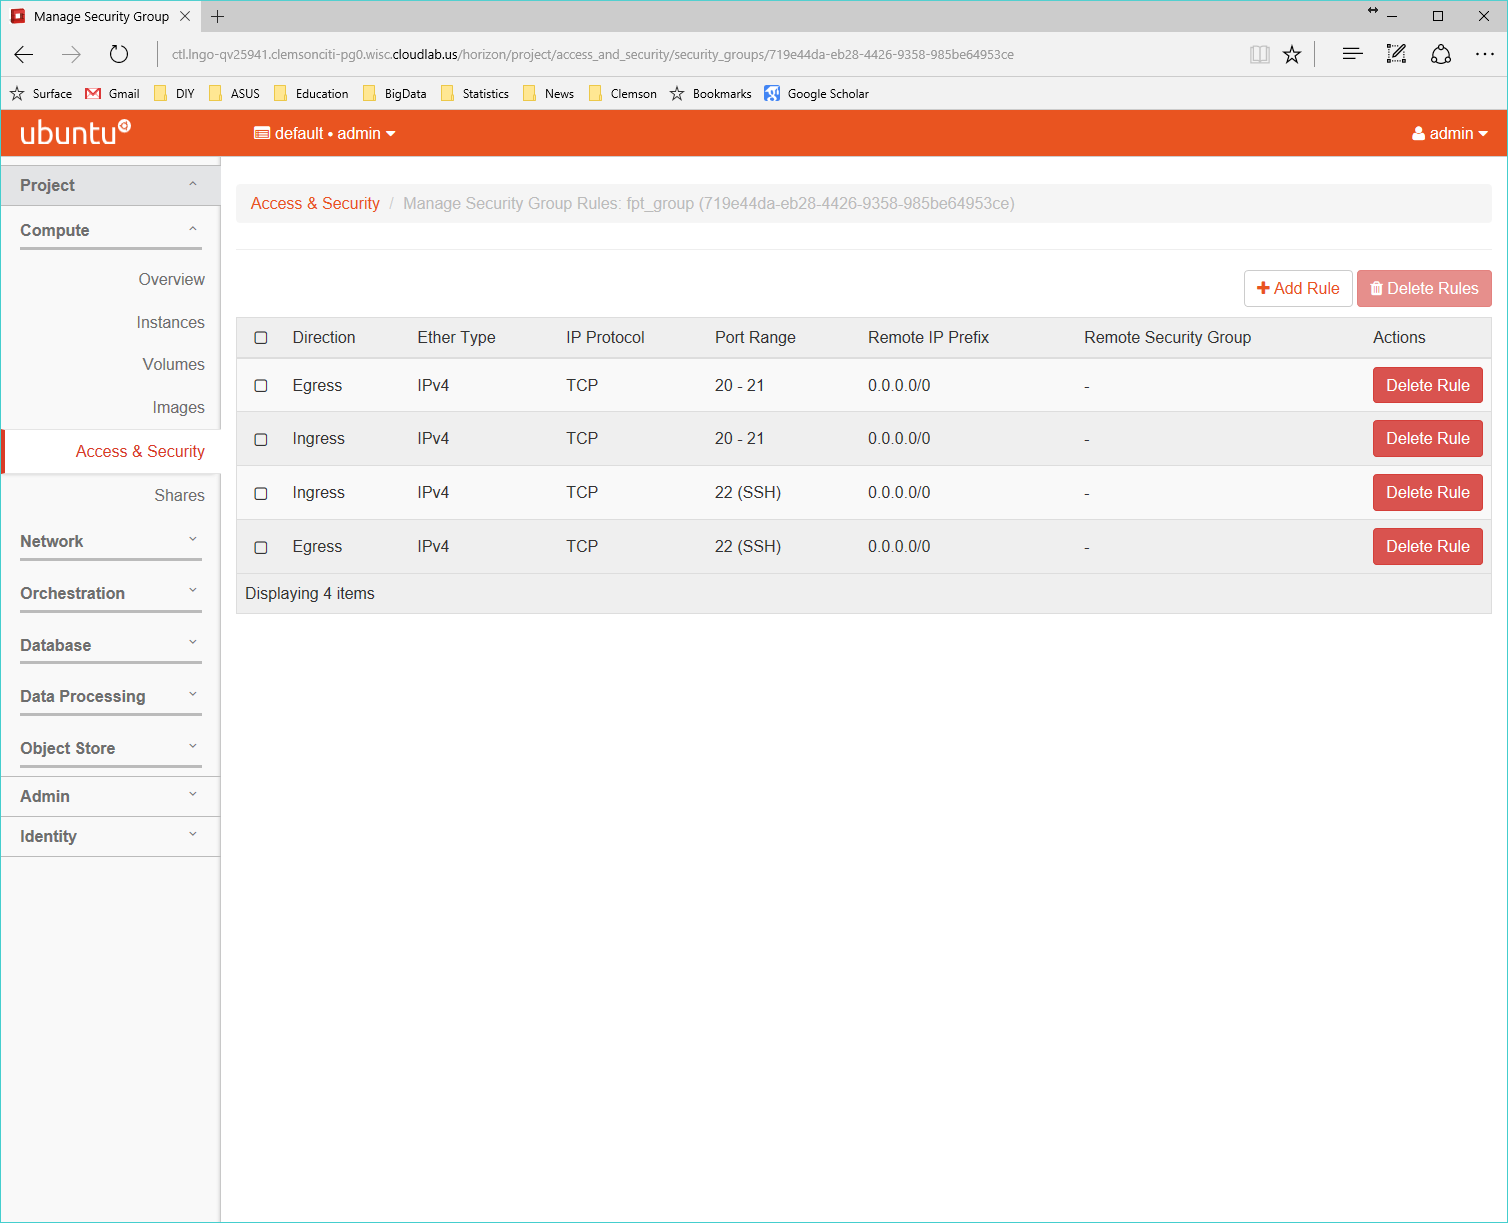 Manage Security Group
ctl.lngo-qv25941.clemsonciti-pg0.wisc.cloudlab.us/horizon/project/access_and_security/security_groups/719e44da-eb28-4426-9358-985be64953ce
Surface Gmail DIY ASUS Education BigData Statistics News Clemson Bookmarks Google Scholar
ubuntu default • admin admin
Project
Access & Security / Manage Security Group Rules: fpt_group (719e44da-eb28-4426-9358-985be64953ce)
Compute
Overview
Instances
Volumes
Images
Access & Security
Shares
Network
Orchestration
Database
Data Processing
Object Store
Admin
Identity
Add Rule Delete Rules
Direction Ether Type IP Protocol Port Range Remote IP Prefix Remote Security Group Actions
Egress IPv4 TCP 20 - 21 0.0.0.0/0 - Delete Rule
Ingress IPv4 TCP 20 - 21 0.0.0.0/0 - Delete Rule
Ingress IPv4 TCP 22 (SSH) 0.0.0.0/0 - Delete Rule
Egress IPv4 TCP 22 (SSH) 0.0.0.0/0 - Delete Rule
Displaying 4 items